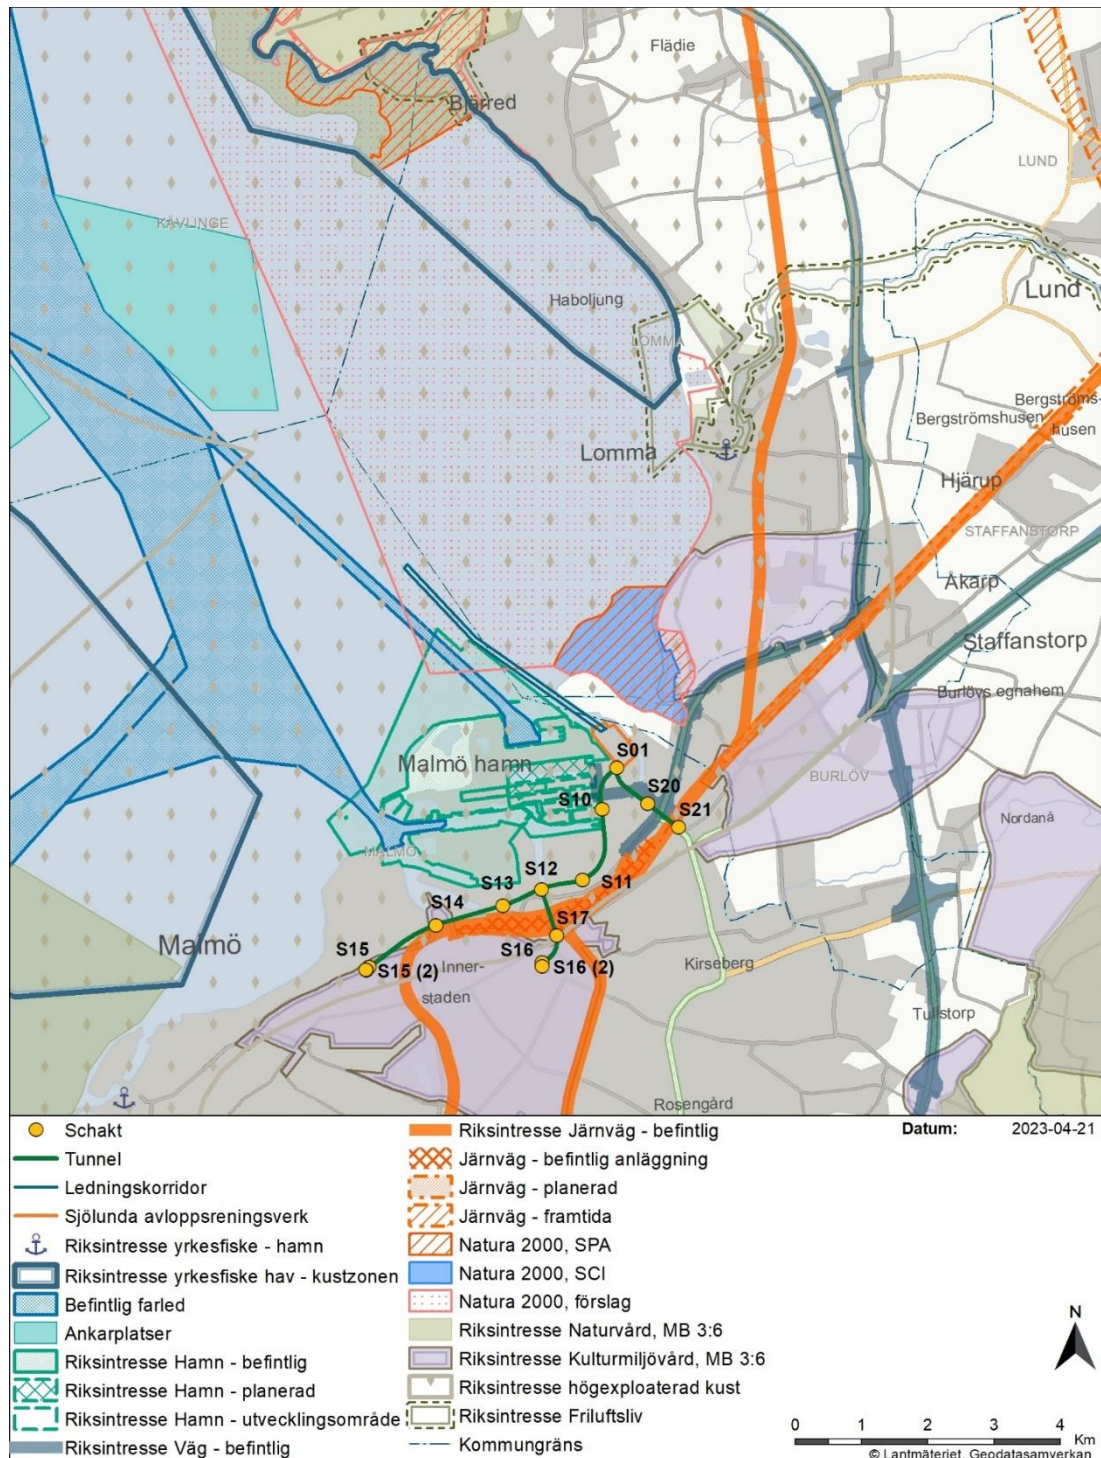 Flädie
Bjärred
LUND
KÄVLINGE
Lund
Haboljung
LOMMA
Bergströms-
husen
Bergströmshusen
Lomma
Hjärup
STAFFANSTORP
Åkarp
Staffanstorp
Burlövs egnahem
S01
Malmö hamn
BURLÖV
S20
S10
S21
Nordanå
MALMÖ
S12
S11
S13
S14
S17
Malmö
S15
S16
Kirseberg
S15 (2)
Inner-
staden
S16 (2)
Tullstorp
Rosengård
Schakt
Tunnel
Ledningskorridor
Sjölunda avloppsreningsverk
Riksintresse yrkesfiske - hamn
Riksintresse yrkesfiske hav - kustzonen
Befintlig farled
Ankarplatser
Riksintresse Hamn - befintlig
Riksintresse Hamn - planerad
Riksintresse Hamn - utvecklingsområde
Riksintresse Väg - befintlig
Riksintresse Järnväg - befintlig
Järnväg - befintlig anläggning
Järnväg - planerad
Järnväg - framtida
Natura 2000, SPA
Natura 2000, SCI
Natura 2000, förslag
Riksintresse Naturvård, MB 3:6
Riksintresse Kulturmiljövård, MB 3:6
Riksintresse högexploaterad kust
Riksintresse Friluftsliv
Kommungräns
Datum: 2023-04-21
N
0 1 2 3 4
Km
© Lantmäteriet, Geodatasamverkan